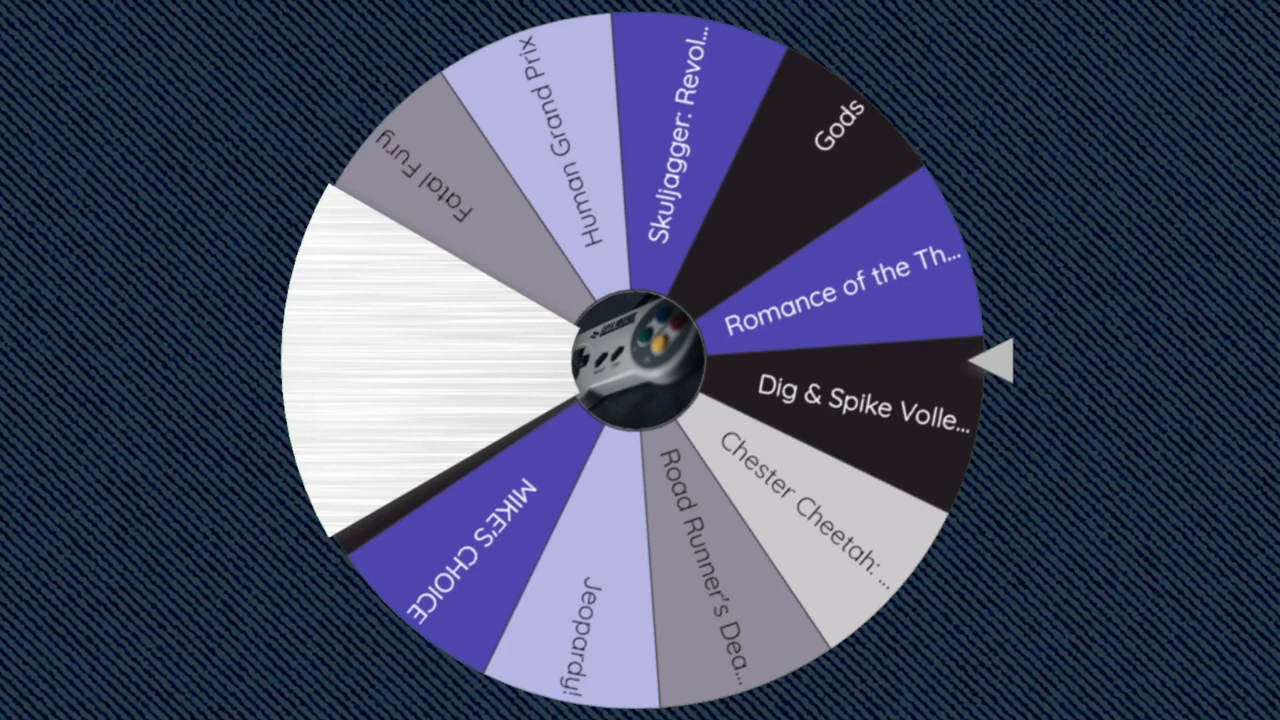 Human Grand Prix
Skuljagger: Revol...
Gods
Fatal Fury
Romance of the Th...
Dig & Spike Volle...
Chester Cheetah: ...
Road Runner's Dea...
Jeopardy!
MIKE'S CHOICE